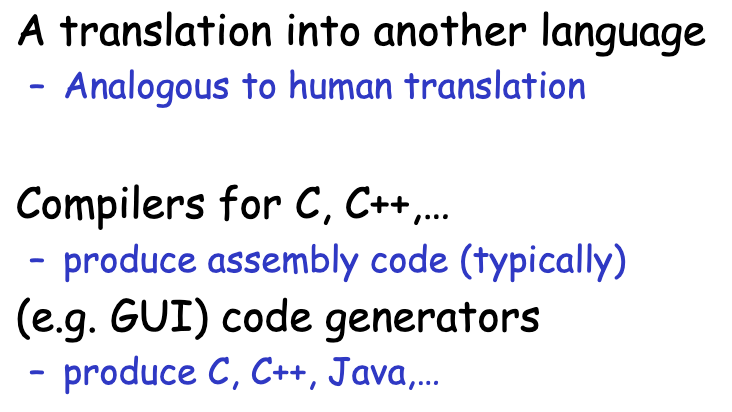 A translation into another language
– Analogous to human translation
Compilers for C, C++,…
– produce assembly code (typically)
(e.g. GUI) code generators
– produce C, C++, Java,…